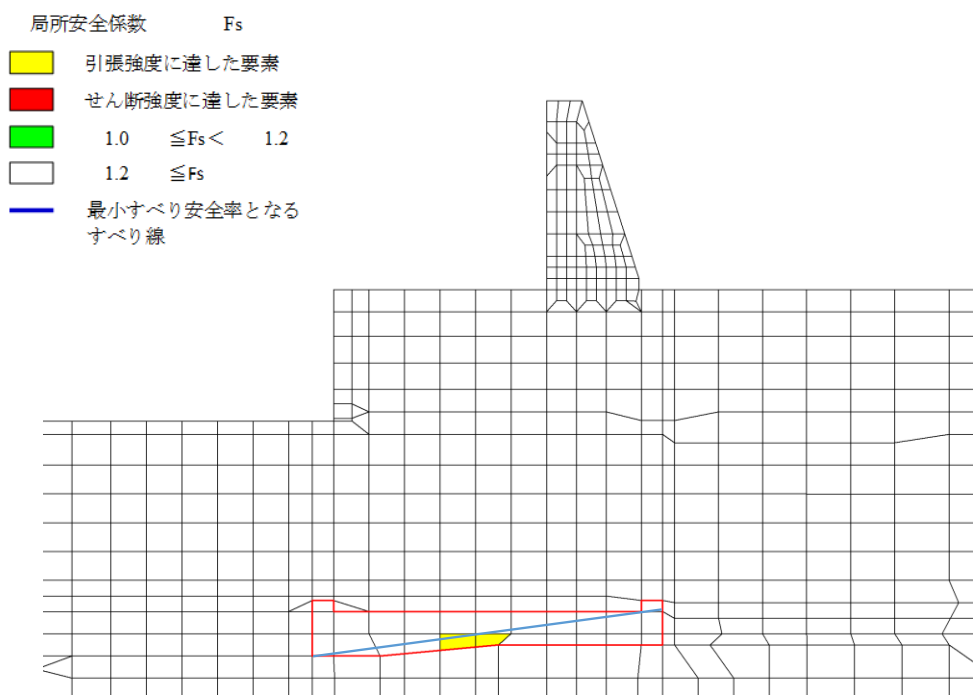 局所安全係数 Fs
引張強度に達した要素
せん断強度に達した要素
1.0 ≦Fs< 1.2
1.2 ≦Fs
最小すべり安全率となる
すべり線